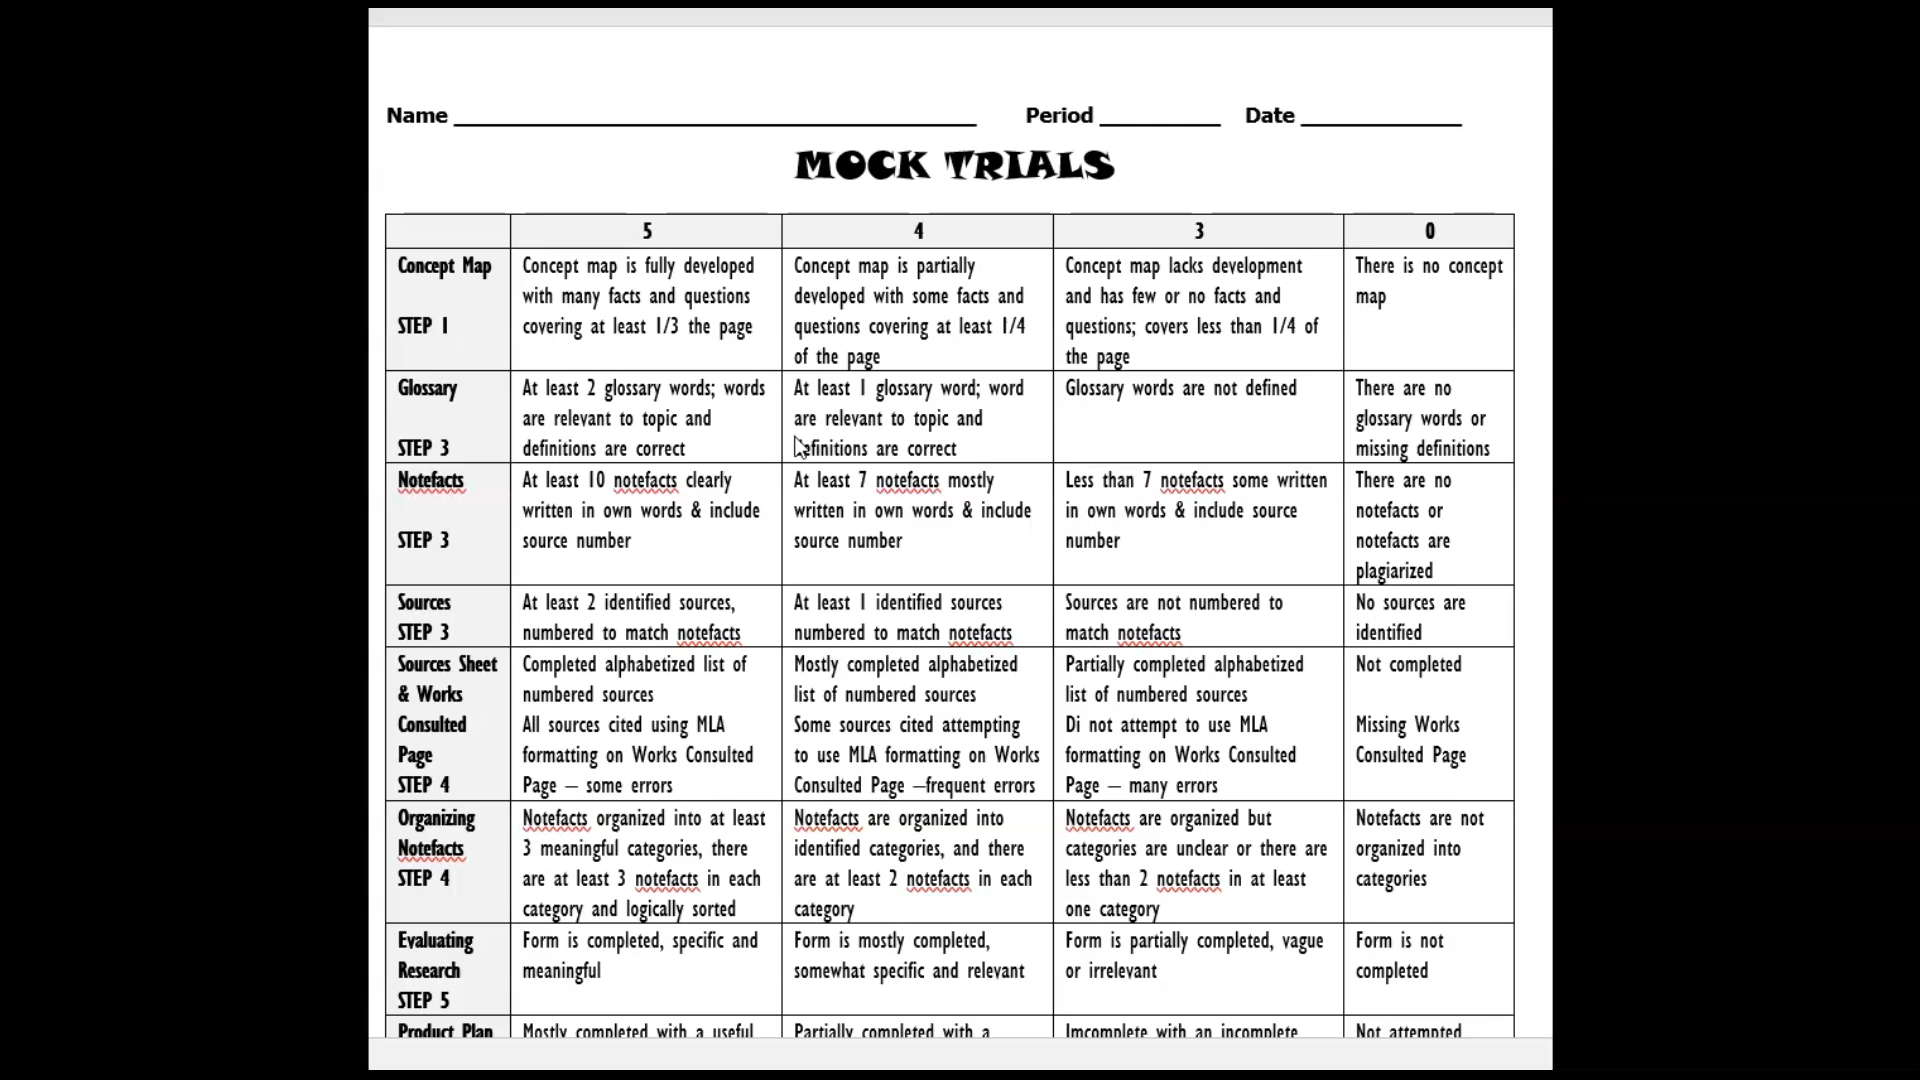 Name Period Date
MOCK TRIALS
5 4 3 0
Concept Map
STEP 1
Concept map is fully developed
with many facts and questions
covering at least 1/3 the page
Concept map is partially
developed with some facts and
questions covering at least 1/4
of the page
Concept map lacks development
and has few or no facts and
questions; covers less than 1/4 of
the page
There is no concept
map
Glossary
STEP 3
At least 2 glossary words; words
are relevant to topic and
definitions are correct
At least 1 glossary word; word
are relevant to topic and
definitions are correct
Glossary words are not defined
There are no
glossary words or
missing definitions
Notefacts
STEP 3
At least 10 notefacts clearly
written in own words & include
source number
At least 7 notefacts mostly
written in own words & include
source number
Less than 7 notefacts some written
in own words & include source
number
There are no
notefacts or
notefacts are
plagiarized
Sources
STEP 3
At least 2 identified sources,
numbered to match notefacts
At least 1 identified sources
numbered to match notefacts
Sources are not numbered to
match notefacts
No sources are
identified
Sources Sheet
& Works
Consulted
Page
STEP 4
Completed alphabetized list of
numbered sources
All sources cited using MLA
formatting on Works Consulted
Page – some errors
Mostly completed alphabetized
list of numbered sources
Some sources cited attempting
to use MLA formatting on Works
Consulted Page –frequent errors
Partially completed alphabetized
list of numbered sources
Di not attempt to use MLA
formatting on Works Consulted
Page – many errors
Not completed
Missing Works
Consulted Page
Organizing
Notefacts
STEP 4
Notefacts organized into at least
3 meaningful categories, there
are at least 3 notefacts in each
category and logically sorted
Notefacts are organized into
identified categories, and there
are at least 2 notefacts in each
category
Notefacts are organized but
categories are unclear or there are
less than 2 notefacts in at least
one category
Notefacts are not
organized into
categories
Evaluating
Research
STEP 5
Form is completed, specific and
meaningful
Form is mostly completed,
somewhat specific and relevant
Form is partially completed, vague
or irrelevant
Form is not
completed
Product Plan
Mostly completed with a useful
Partially completed with a
Imcomplete with an incomplete
Not attempted